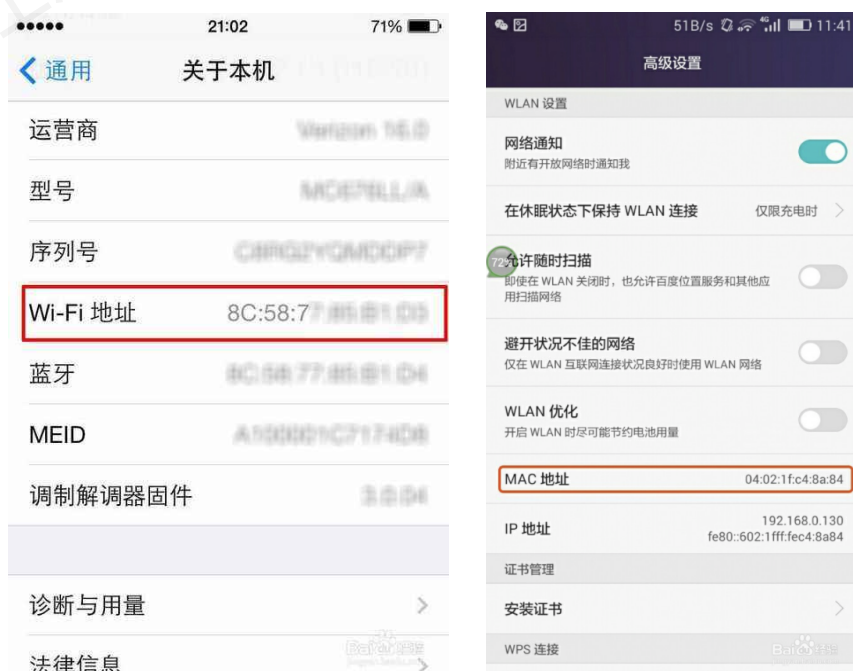 21:02
71%
通用
关于本机
运营商
型号
序列号
Wi-Fi 地址
8C:58:7
蓝牙
MEID
调制解调器固件
诊断与用量
法律信息
51B/s
4G
11:41
高级设置
WLAN 设置
网络通知
附近有开放网络时通知我
在休眠状态下保持 WLAN 连接
仅限充电时
72%
允许随时扫描
即使在 WLAN 关闭时，也允许百度位置服务和其他应
用扫描网络
避开状况不佳的网络
仅在 WLAN 互联网连接状况良好时使用 WLAN 网络
WLAN 优化
开启 WLAN 时尽可能节约电池用量
MAC 地址
04:02:1f:c4:8a:84
IP 地址
192.168.0.130
fe80::602:1fff:fec4:8a84
证书管理
安装证书
WPS 连接